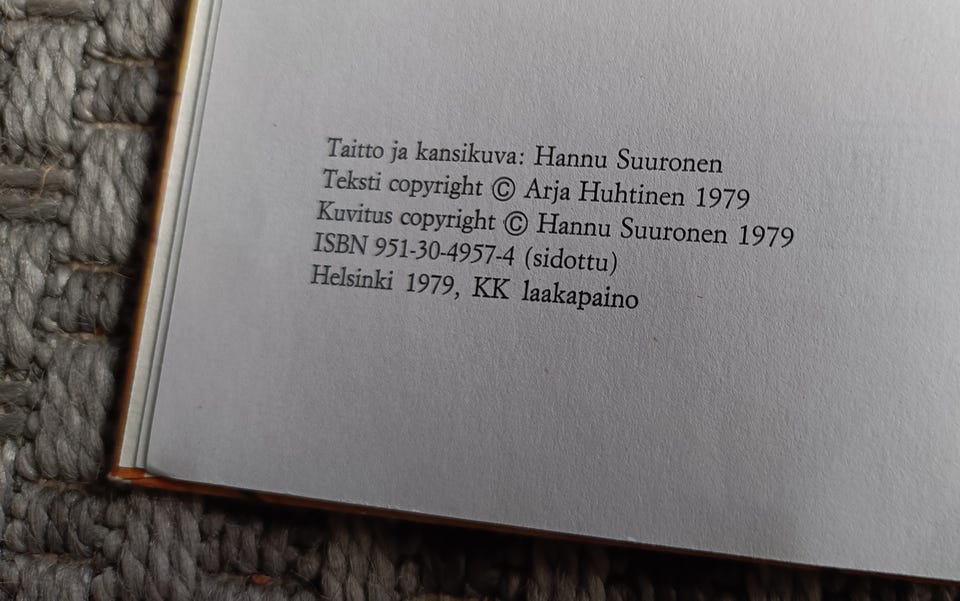 Taitto ja kansikuva: Hannu Suuronen
Teksti copyright © Arja Huhtinen 1979
Kuvitus copyright © Hannu Suuronen 1979
ISBN 951-30-4957-4 (sidottu)
Helsinki 1979, KK laakapaino